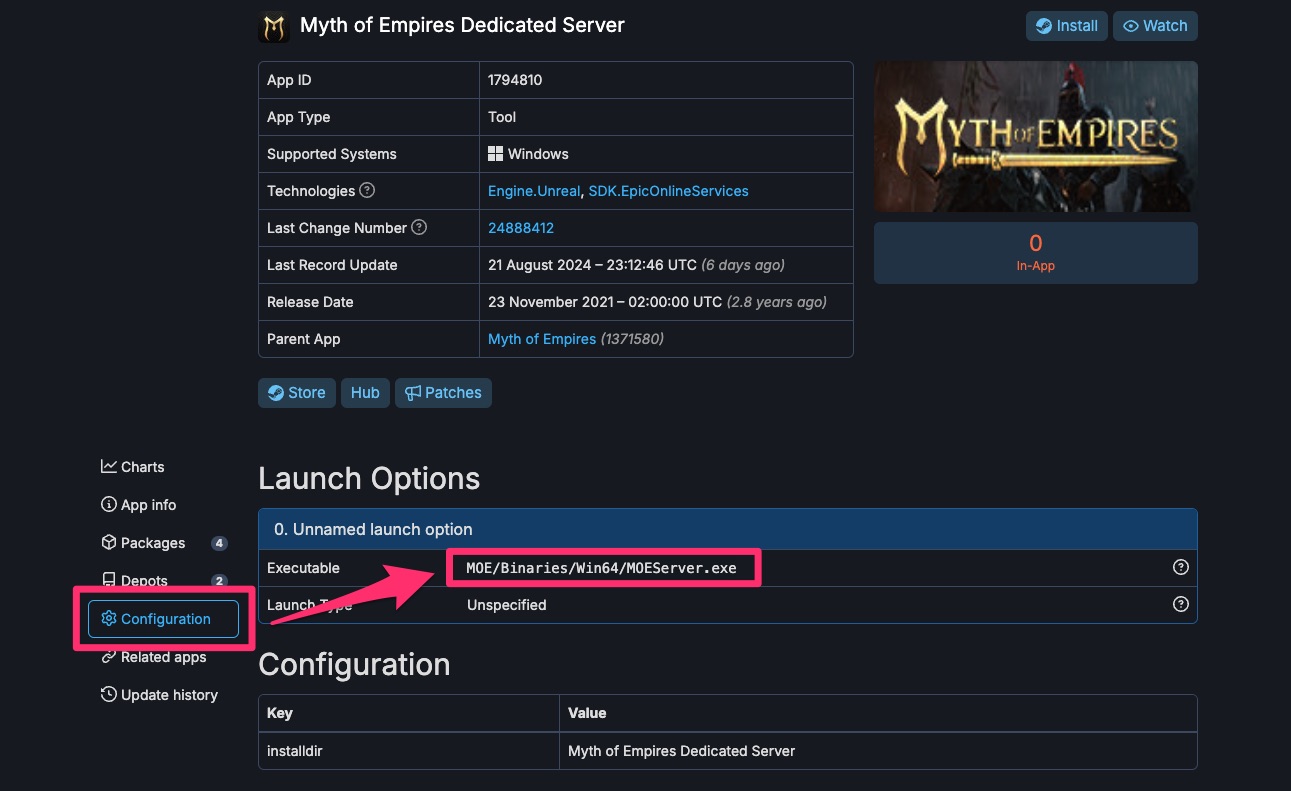 Myth of Empires Dedicated Server
Install
Watch
App ID 1794810
App Type Tool
Supported Systems Windows
Technologies Engine.Unreal, SDK.EpicOnlineServices
Last Change Number 24888412
Last Record Update 21 August 2024 – 23:12:46 UTC (6 days ago)
Release Date 23 November 2021 – 02:00:00 UTC (2.8 years ago)
Parent App Myth of Empires (1371580)
MYTH OF EMPIRES
0
In-App
Store
Hub
Patches
Charts
App info
Packages 4
Depots 2
Configuration
Related apps
Update history
Launch Options
0. Unnamed launch option
Executable MOE/Binaries/Win64/MOEServer.exe
Launch Type Unspecified
Configuration
Key Value
installdir Myth of Empires Dedicated Server